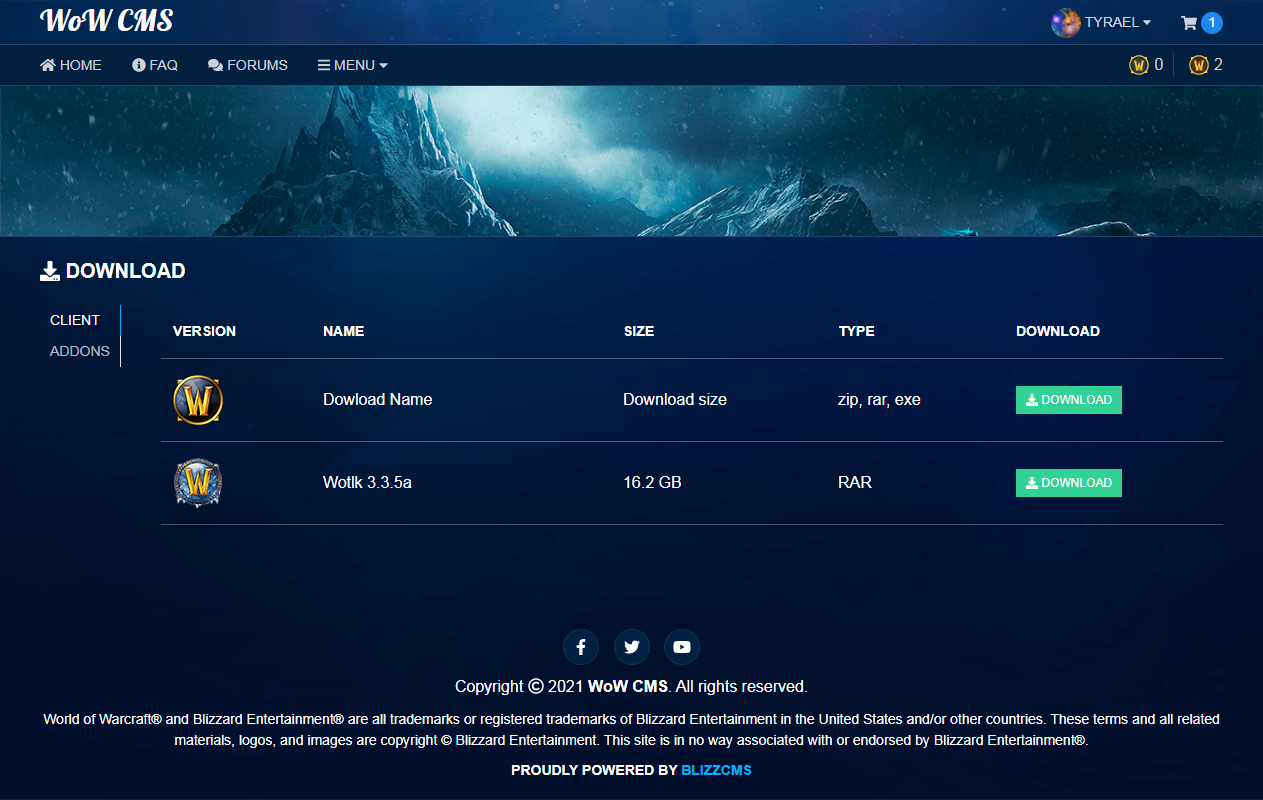 WoW CMS
TYRAEL
1
HOME FAQ FORUMS MENU
0 2
DOWNLOAD
CLIENT
ADDONS
VERSION NAME SIZE TYPE DOWNLOAD
W Dowload Name Download size zip, rar, exe DOWNLOAD
W Wotlk 3.3.5a 16.2 GB RAR DOWNLOAD
Copyright © 2021 WoW CMS. All rights reserved.
World of Warcraft® and Blizzard Entertainment® are all trademarks or registered trademarks of Blizzard Entertainment in the United States and/or other countries. These terms and all related
materials, logos, and images are copyright © Blizzard Entertainment. This site is in no way associated with or endorsed by Blizzard Entertainment®.
PROUDLY POWERED BY BLIZZCMS